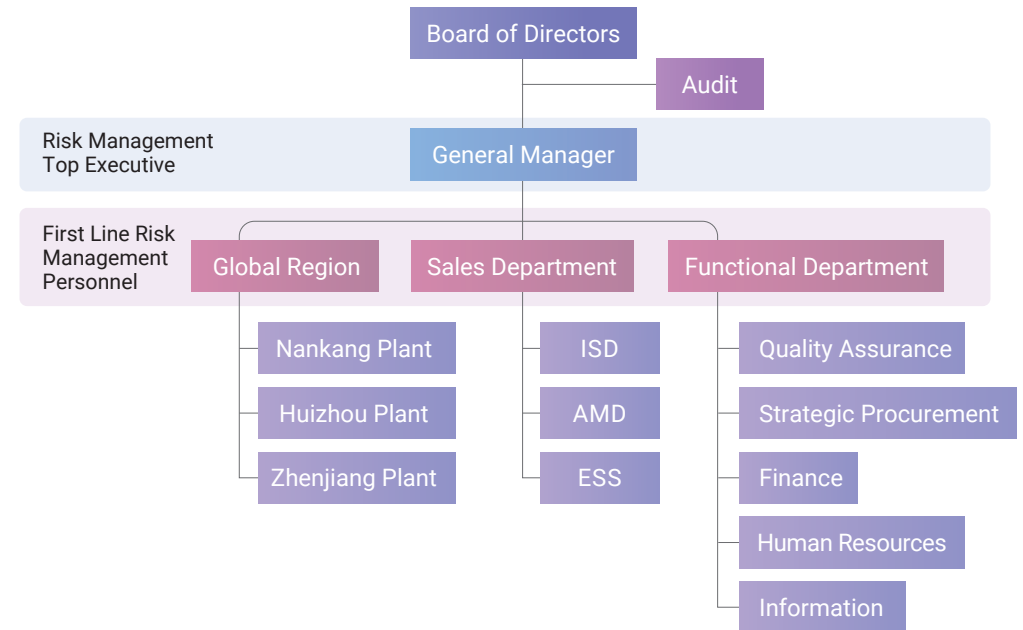 Board of Directors
Audit
Risk Management
Top Executive
General Manager
First Line Risk
Management
Personnel
Global Region
Sales Department
Functional Department
Nankang Plant
Huizhou Plant
Zhenjiang Plant
ISD
AMD
ESS
Quality Assurance
Strategic Procurement
Finance
Human Resources
Information